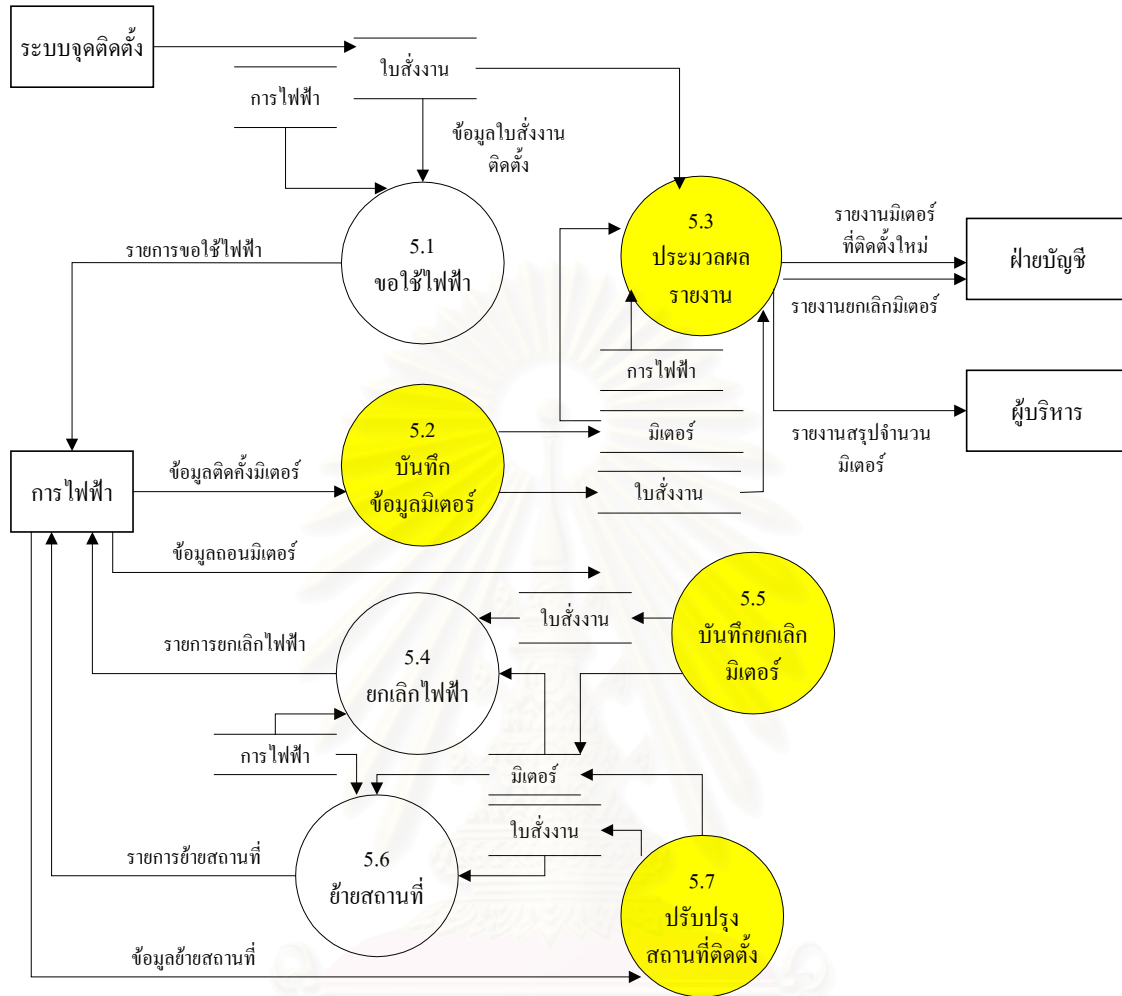 ระบบจุดติดตั้ง
ใบสั่งงาน
การไฟฟ้า
ข้อมูลใบสั่งงาน
ติดตั้ง
5.1
ขอใช้ไฟฟ้า
รายการขอใช้ไฟฟ้า
5.3
ประมวลผล
รายงาน
รายงานมิเตอร์
ที่ติดตั้งใหม่
ฝ่ายบัญชี
รายงานยกเลิกมิเตอร์
การไฟฟ้า
ผู้บริหาร
รายงานสรุปจำนวน
มิเตอร์
5.2
บันทึก
ข้อมูลมิเตอร์
มิเตอร์
ใบสั่งงาน
การไฟฟ้า
ข้อมูลติดคั้งมิเตอร์
ข้อมูลถอนมิเตอร์
ใบสั่งงาน
5.5
บันทึกยกเลิก
มิเตอร์
รายการยกเลิกไฟฟ้า
5.4
ยกเลิกไฟฟ้า
การไฟฟ้า
มิเตอร์
ใบสั่งงาน
รายการย้ายสถานที่
5.6
ย้ายสถานที่
5.7
ปรับปรุง
สถานที่ติดตั้ง
ข้อมูลย้ายสถานที่